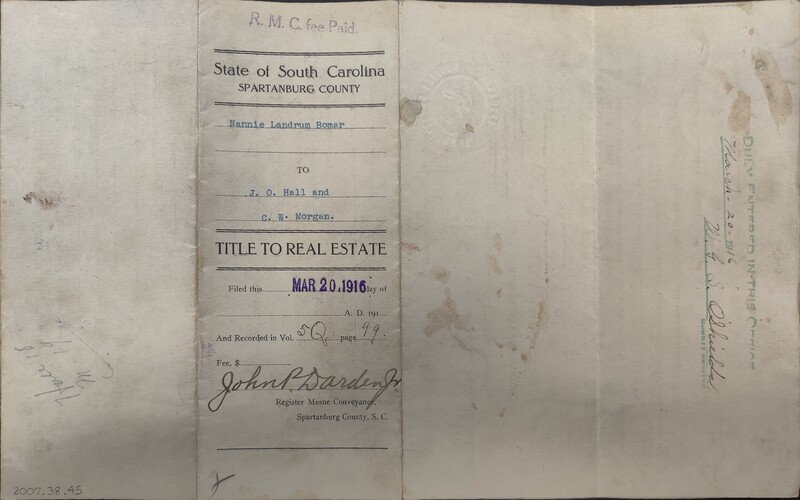 R. M. C. fee Paid.
State of South Carolina
SPARTANBURG COUNTY
Nannie Landrum Bomar
TO
J. O. Hall and
C. W. Morgan.
TITLE TO REAL ESTATE
Filed this MAR 20.1916 day of
A. D. 191
And Recorded in Vol. 5Q page 99.
Fee, $
John P. Darden Jr.
Register Mesne Conveyance,
Spartanburg County, S. C.
2007.38.45
DULY ENTERED IN THIS OFFICE
March. 20-1916